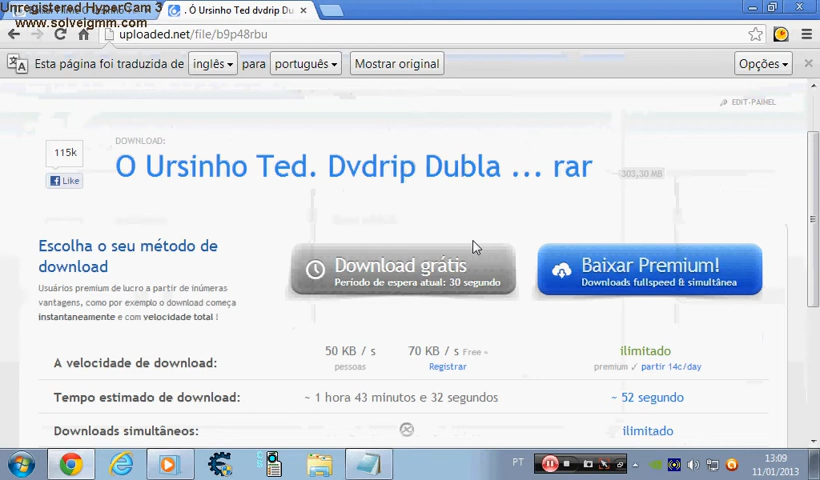 Unregistered HyperCam 3
www.solveigmm.com
. Ó Ursinho Ted dvdrip Du
uploaded.net/file/b9p48rbu
Esta página foi traduzida de inglês para português Mostrar original Opções
EDIT-PAINEL
115k
Like
DOWNLOAD:
O Ursinho Ted. Dvdrip Dubla ... rar
303,30 MB
Escolha o seu método de download
Usuários premium de lucro a partir de inúmeras
vantagens, como por exemplo o download começa
instantaneamente e com velocidade total !
Download grátis
Período de espera atual: 30 segundo
Baixar Premium!
Downloads fullspeed & simultânea
A velocidade de download: 50 KB / s 70 KB / s Free ilimitado
pessoas Registrar premium ✓ partir 14c/day
Tempo estimado de download: ~ 1 hora 43 minutos e 32 segundos ~ 52 segundo
Downloads simultâneos: ilimitado
PT
13:09
11/01/2013